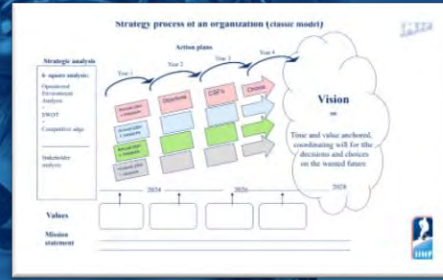 Strategy process of an organization (classic model)
Action plans
Strategic analysis
Year 1
Year 2
Year 3
Year 4
6- square analysis:
Operational
Environment
Analysis
+
SWOT
+
Competitive edge
Stakeholder
analysis
Objectives
CSF's
Choices
Vision
=
Time and value anchored,
coordinating will for the
decisions and choices
on the wanted future
2024
2026
2028
Values
Mission
statement
IIHF